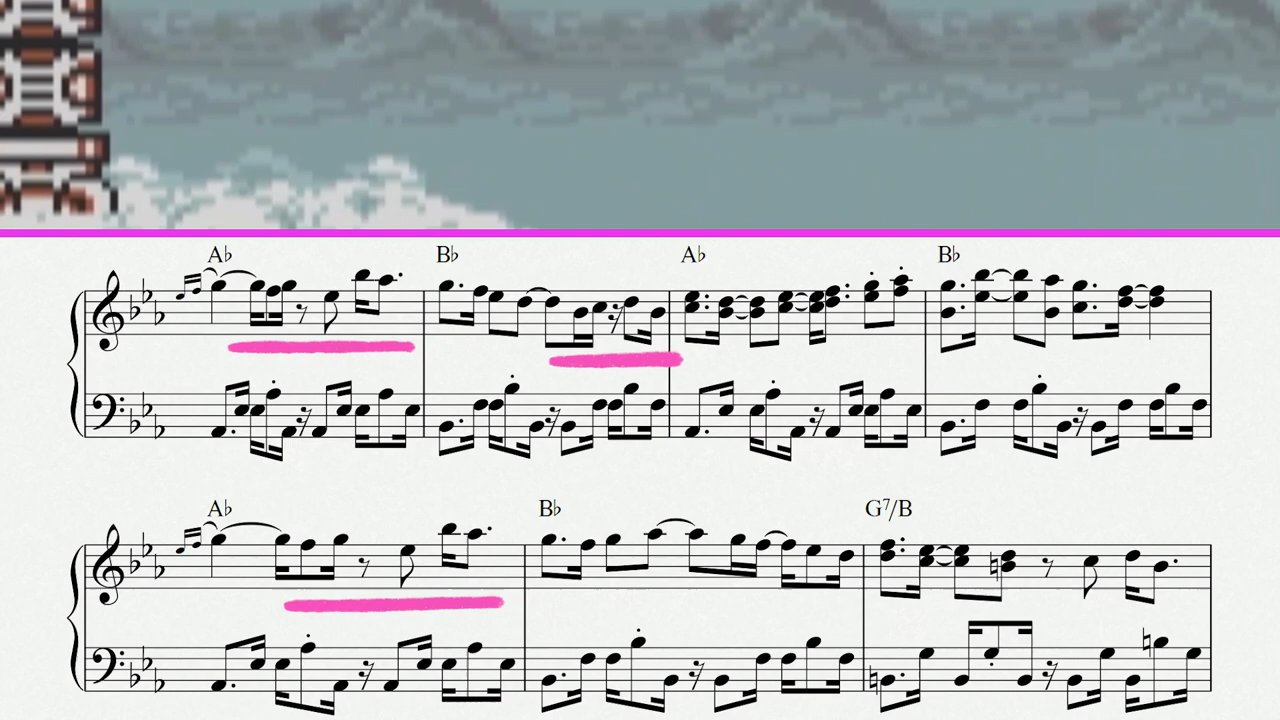 A♭ B♭ A♭ B♭
A♭ B♭ G7/B